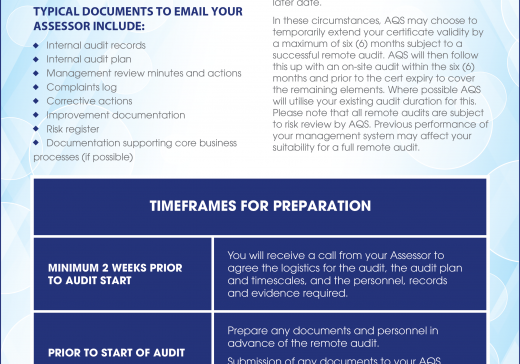 TYPICAL DOCUMENTS TO EMAIL YOUR
ASSESSOR INCLUDE:
◆ Internal audit records
◆ Internal audit plan
◆ Management review minutes and actions
◆ Complaints log
◆ Corrective actions
◆ Improvement documentation
◆ Risk register
◆ Documentation supporting core business
processes (if possible)
later date.
In these circumstances, AQS may choose to
temporarily extend your certificate validity by
a maximum of six (6) months subject to a
successful remote audit. AQS will then follow
this up with an on-site audit within the six (6)
months and prior to the cert expiry to cover
the remaining elements. Where possible AQS
will utilise your existing audit duration for this.
Please note that all remote audits are subject
to risk review by AQS. Previous performance of
your management system may affect your
suitability for a full remote audit.
TIMEFRAMES FOR PREPARATION
MINIMUM 2 WEEKS PRIOR
TO AUDIT START
You will receive a call from your Assessor to
agree the logistics for the audit, the audit plan
and timescales, and the personnel, records
and evidence required.
PRIOR TO START OF AUDIT
Prepare any documents and personnel in
advance of the remote audit.
Submission of any documents to your AQS